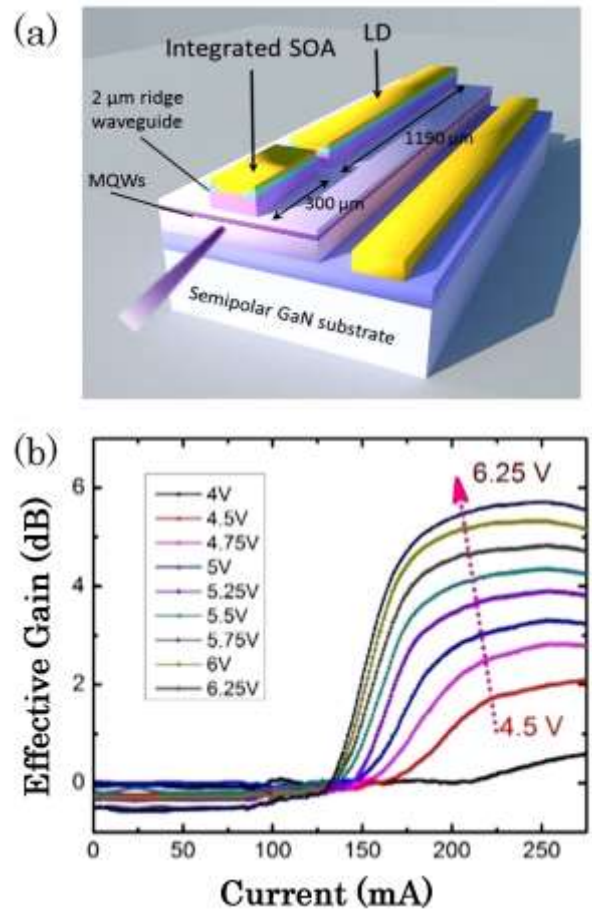 (a)
Integrated SOA
LD
2 μm ridge
waveguide
MQWs
1190 μm
300 μm
Semipolar GaN substrate
(b)
Effective Gain (dB)
6
4
2
0
4V
4.5V
4.75V
5V
5.25V
5.5V
5.75V
6V
6.25V
6.25 V
4.5 V
0
50
100
150
200
250
Current (mA)